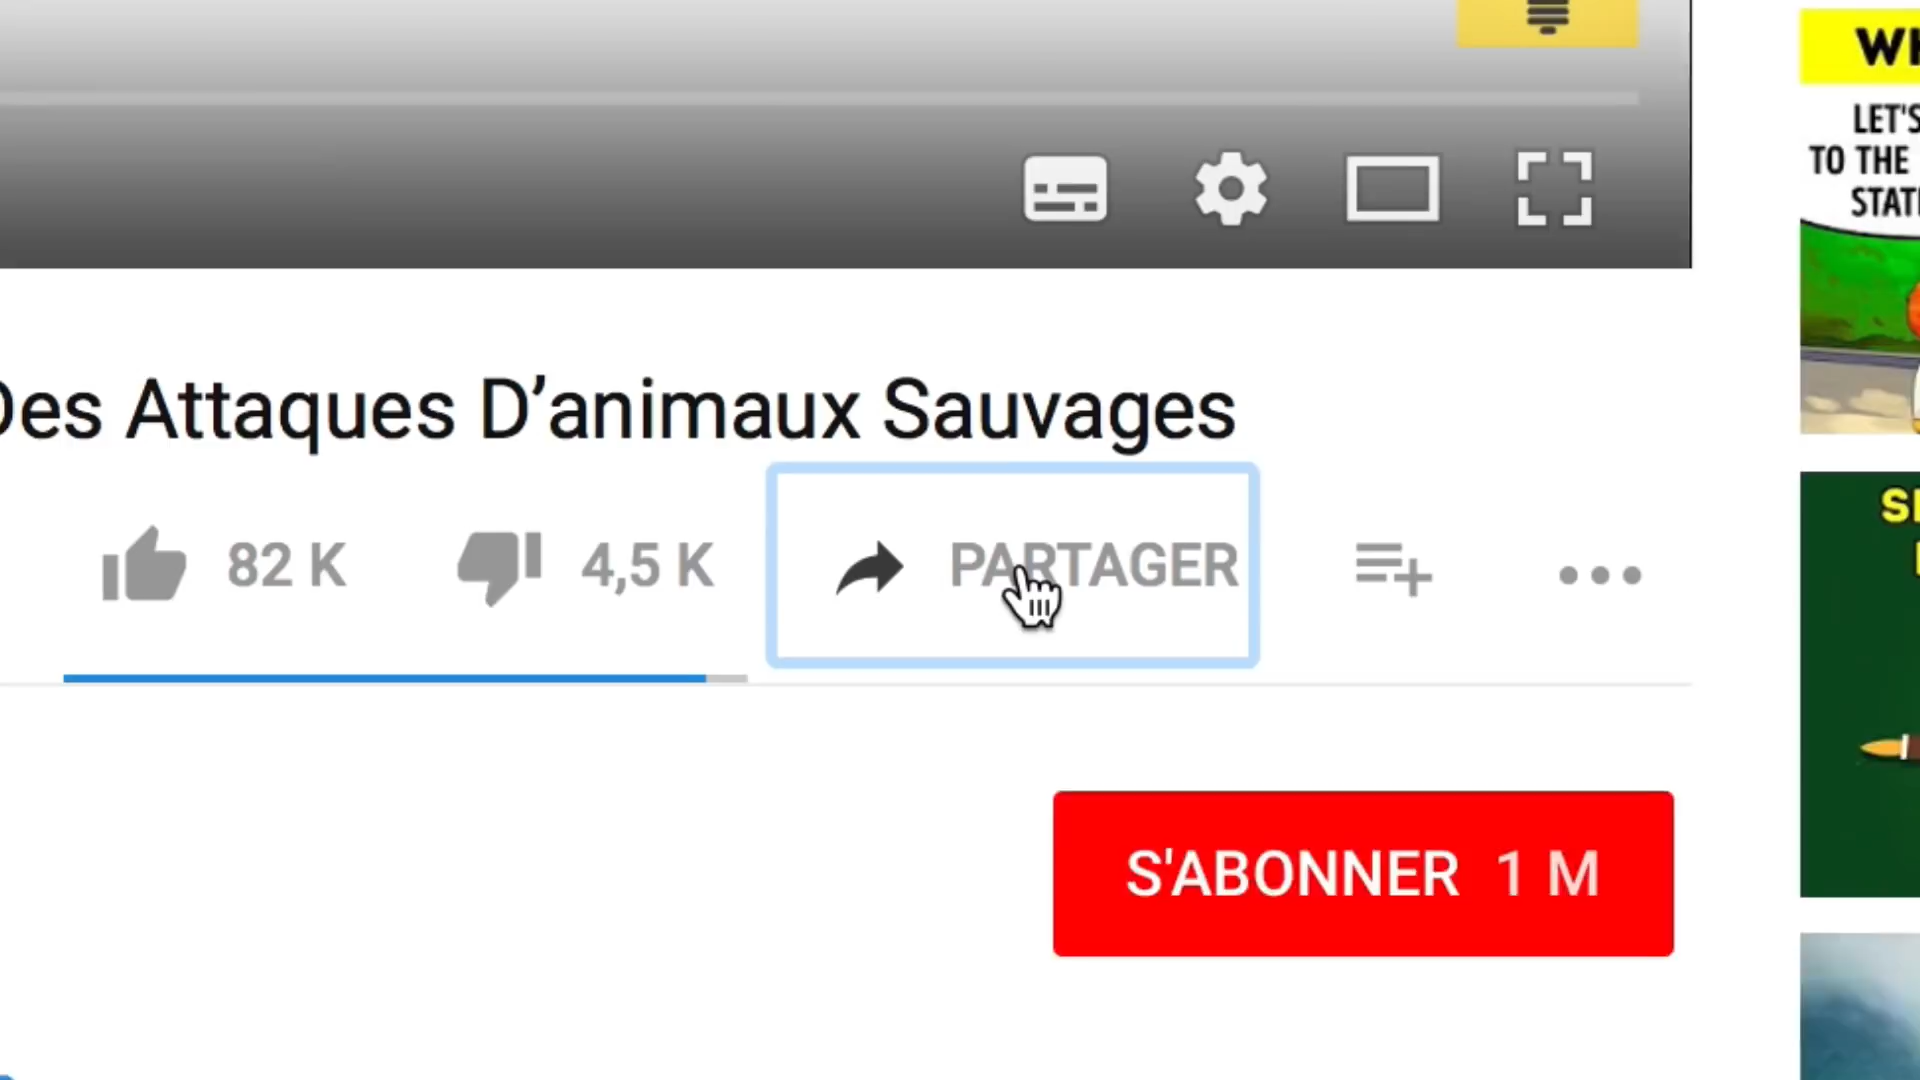 LET'S
TO THE
Des Attaques D’animaux Sauvages
82 K
4,5 K
PARTAGER
S'ABONNER 1 M